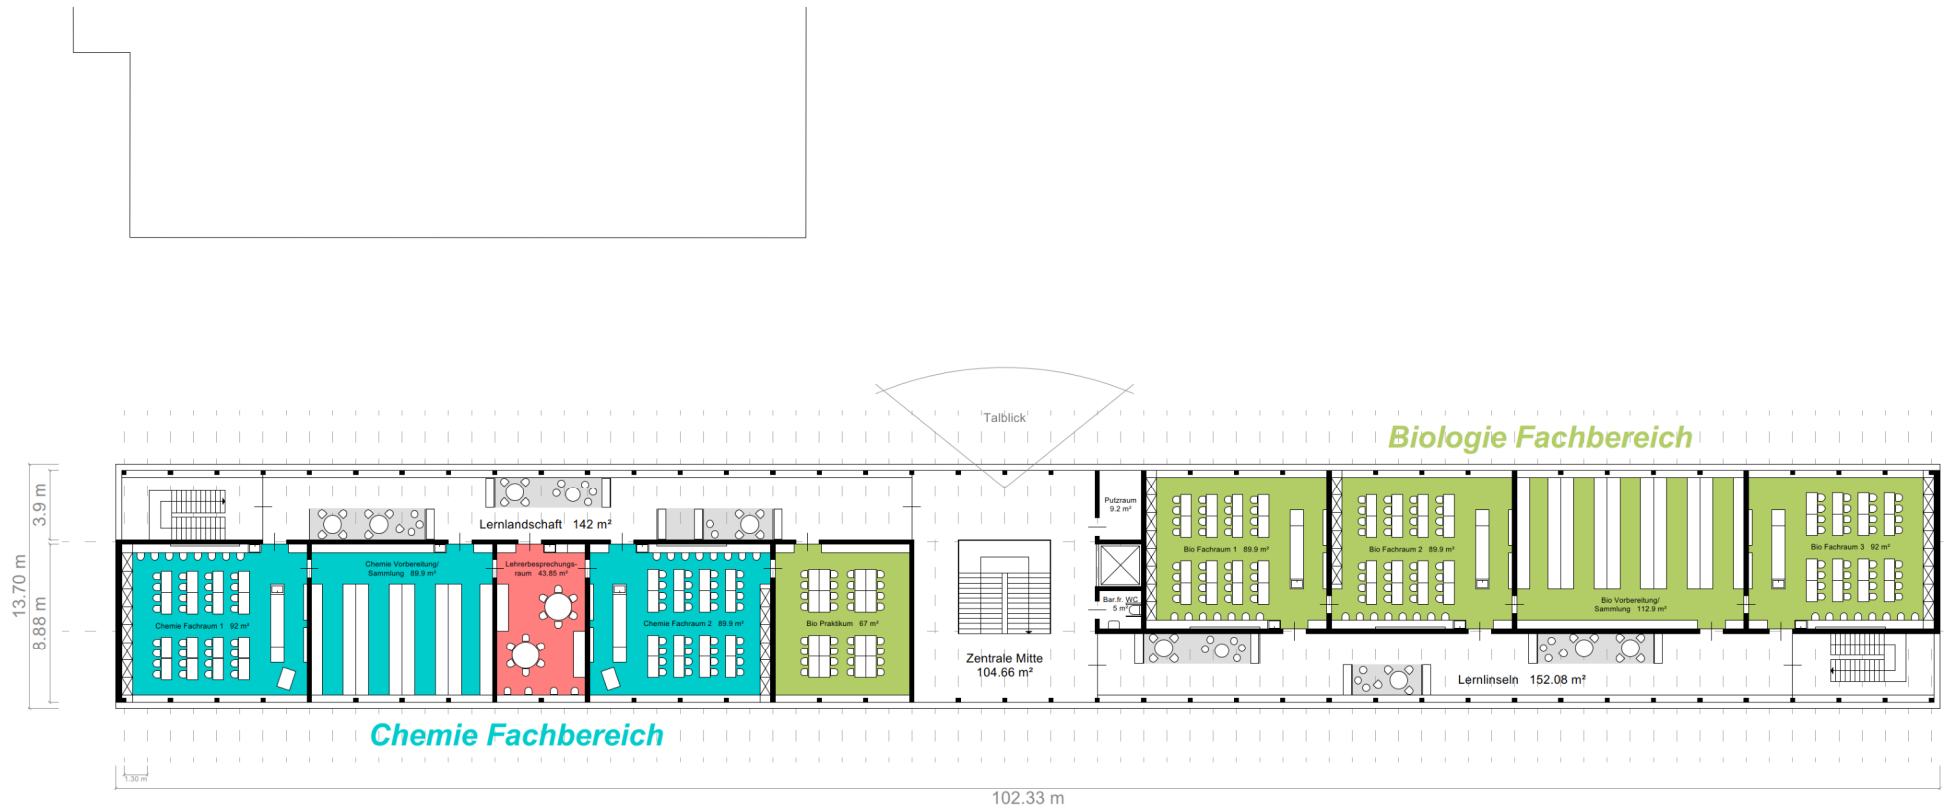 Talblick
Biologie Fachbereich
3.9 m
13.70 m
8.88 m
Lernlandschaft 142 m²
Putzraum
9.2 m²
Bio Fachraum 1 89.9 m²
Bio Fachraum 2 89.9 m²
Bio Fachraum 3 92 m²
Chemie Vorbereitung/
Sammlung 89.9 m²
Lehrerbesprechungs-
raum 43.85 m²
Bar.fr. WC
5 m²
Bio Vorbereitung/
Sammlung 112.9 m²
Chemie Fachraum 1 92 m²
Chemie Fachraum 2 89.9 m²
Bio Praktikum 67 m²
Zentrale Mitte
104.66 m²
Lernlinseln 152.08 m²
Chemie Fachbereich
1.30 m
102.33 m